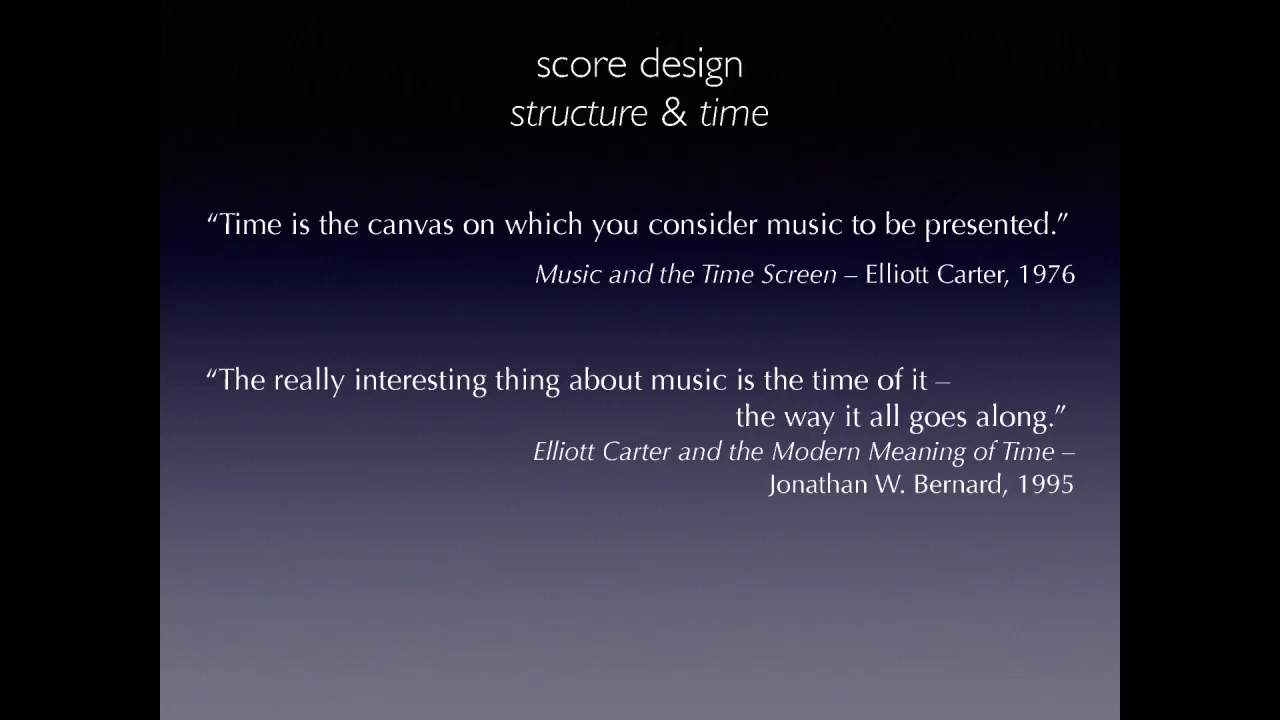 score design
structure & time
“Time is the canvas on which you consider music to be presented.”
Music and the Time Screen – Elliott Carter, 1976
“The really interesting thing about music is the time of it –
the way it all goes along.”
Elliott Carter and the Modern Meaning of Time –
Jonathan W. Bernard, 1995